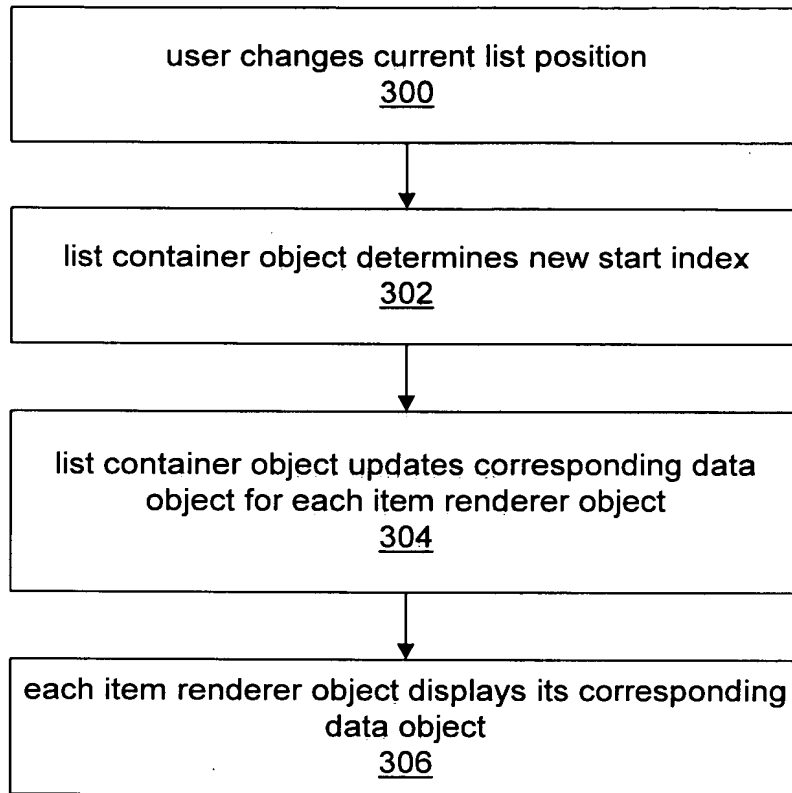 user changes current list position
300
list container object determines new start index
302
list container object updates corresponding data
object for each item renderer object
304
each item renderer object displays its corresponding
data object
306